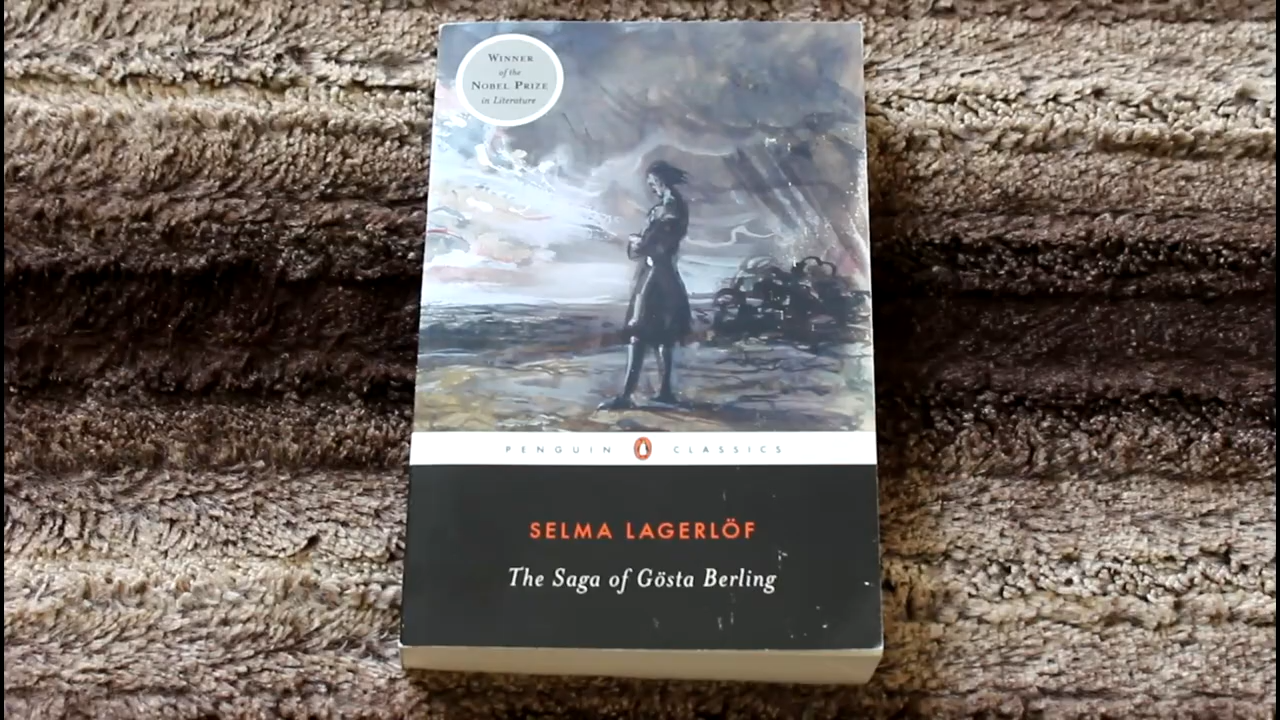 WINNER
of the
NOBEL PRIZE
in Literature
PENGUIN CLASSICS
SELMA LAGERLÖF
The Saga of Gösta Berling